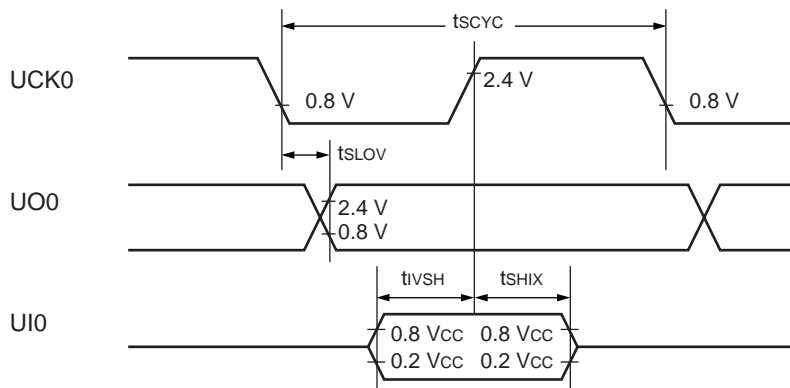 tSCYC
UCK0
2.4 V
0.8 V 0.8 V
tSLOV
UO0
2.4 V
0.8 V
tIVSH tSHIX
UI0
0.8 VCC 0.8 VCC
0.2 VCC 0.2 VCC